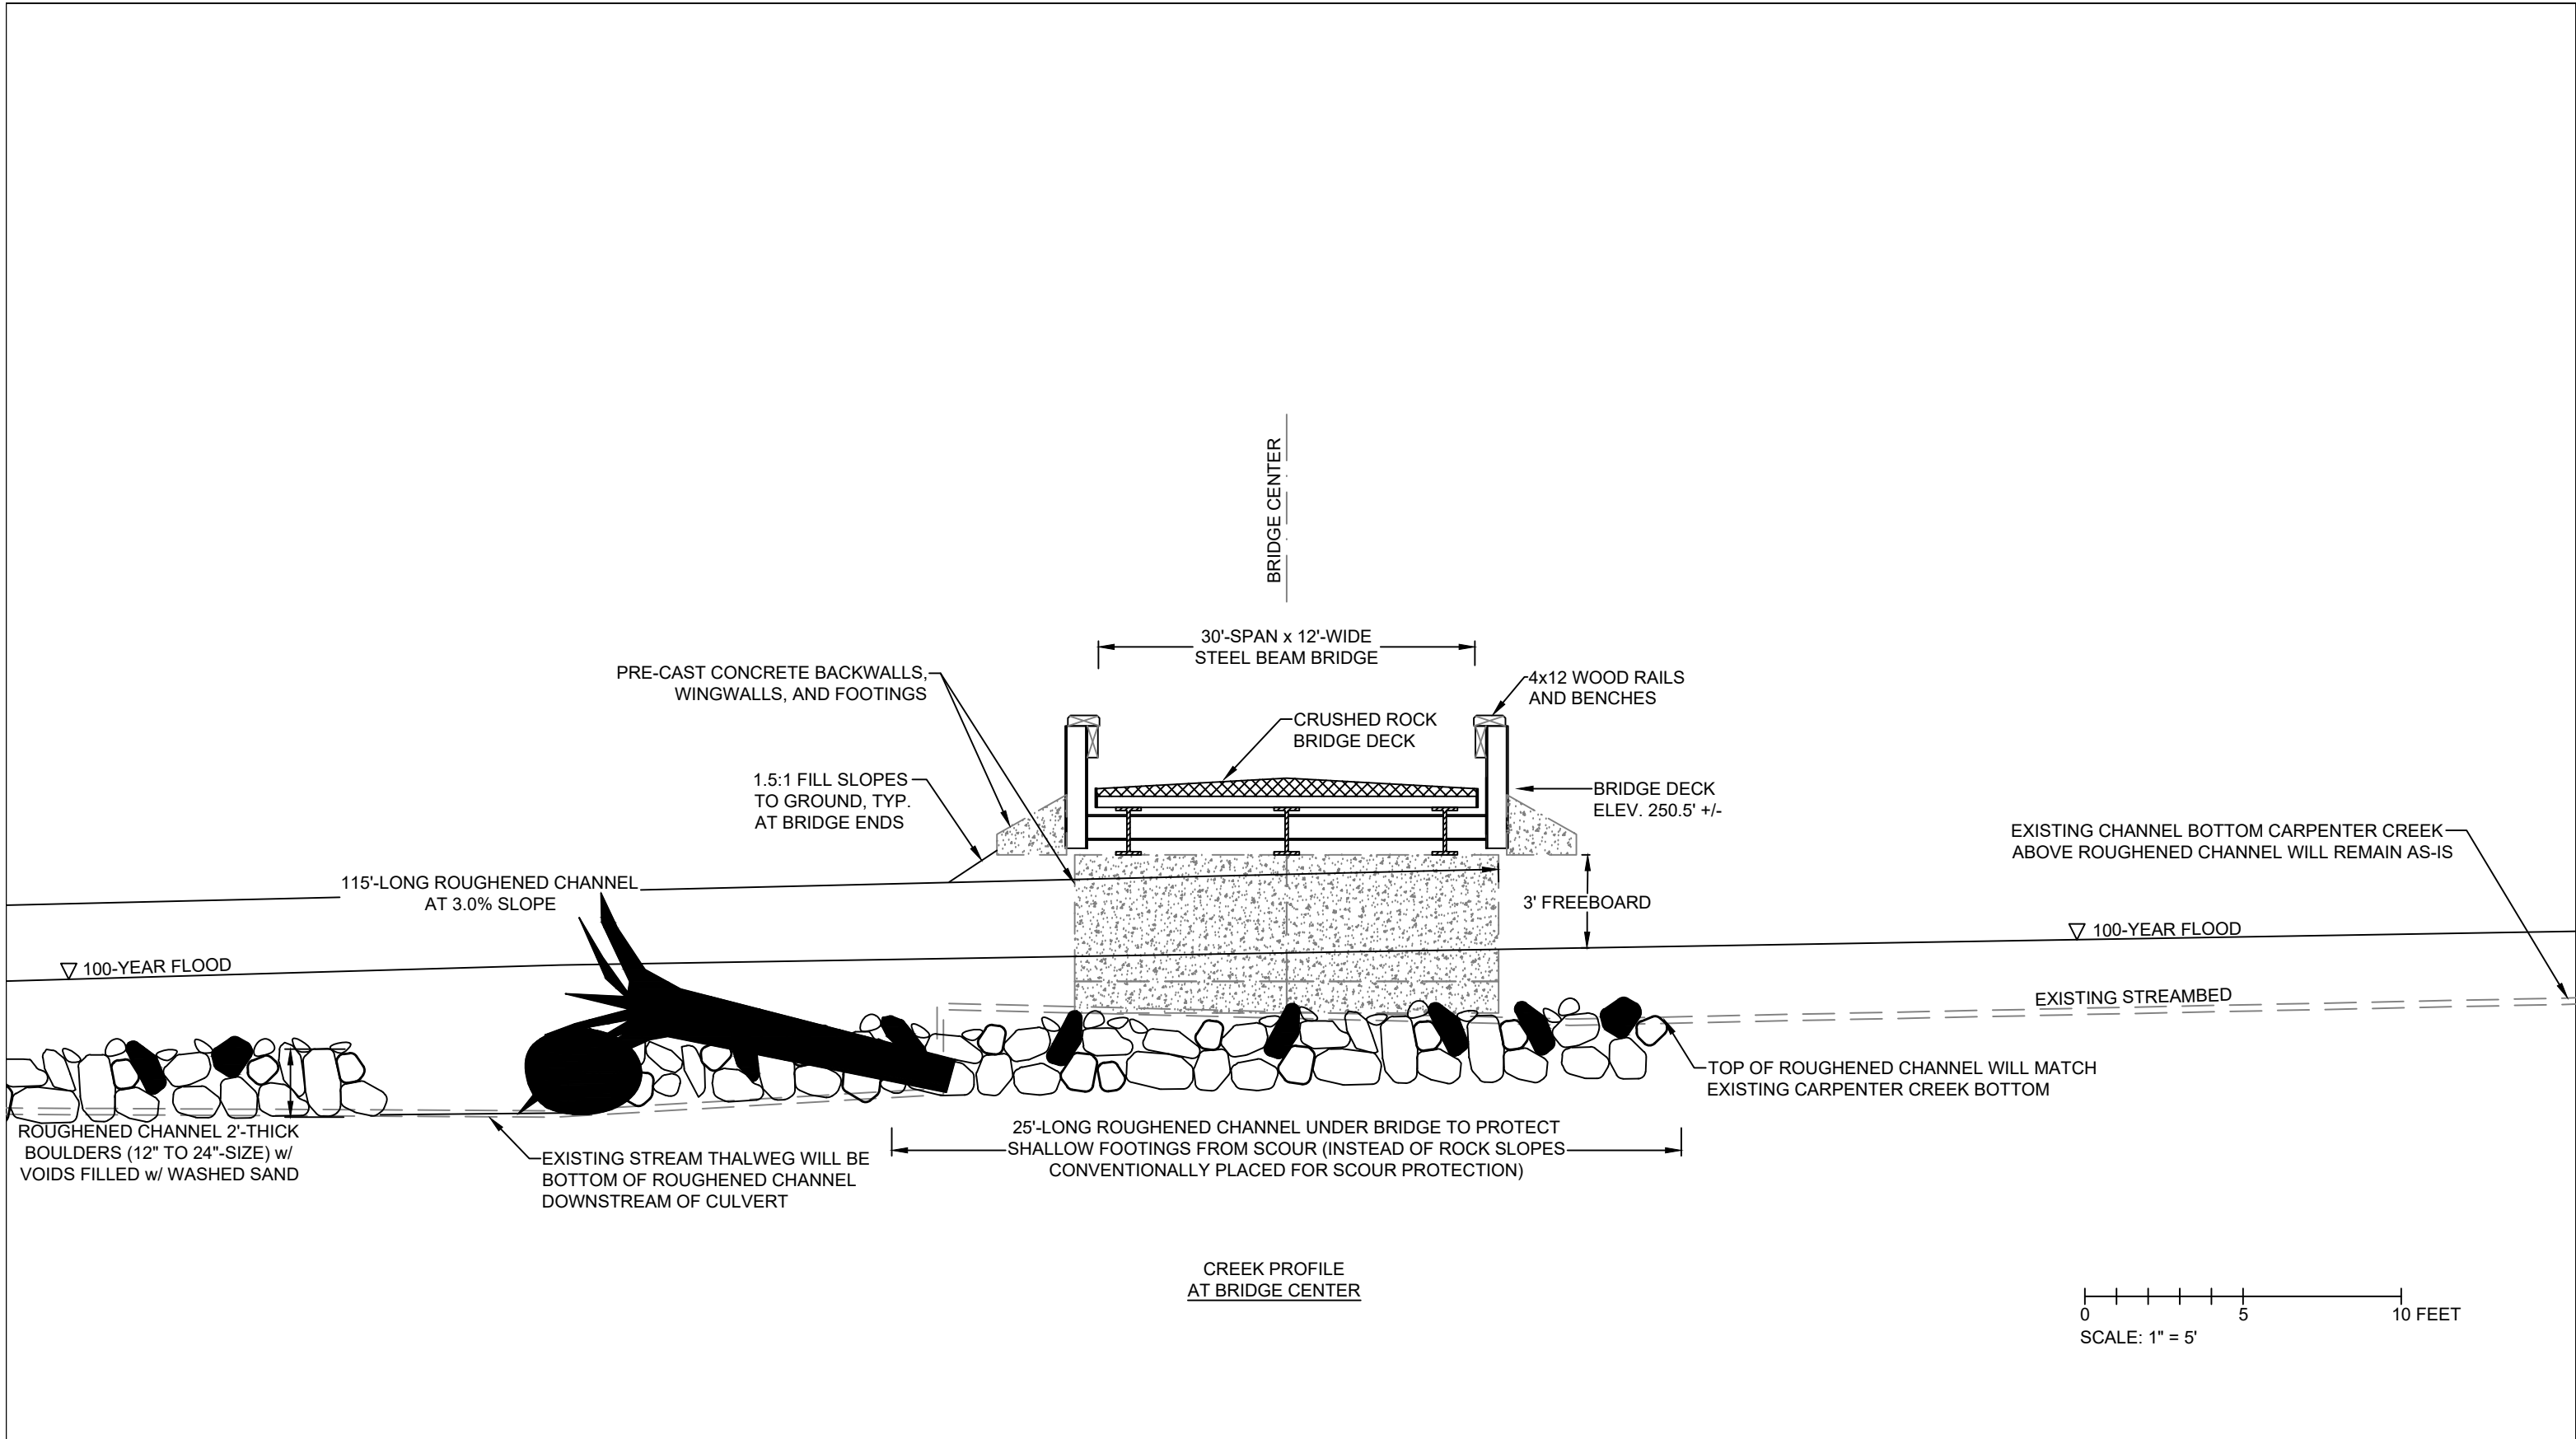 BRIDGE CENTER
30'-SPAN x 12'-WIDE
STEEL BEAM BRIDGE
PRE-CAST CONCRETE BACKWALLS,
WINGWALLS, AND FOOTINGS
4x12 WOOD RAILS
AND BENCHES
CRUSHED ROCK
BRIDGE DECK
1.5:1 FILL SLOPES
TO GROUND, TYP.
AT BRIDGE ENDS
BRIDGE DECK
ELEV. 250.5' +/-
EXISTING CHANNEL BOTTOM CARPENTER CREEK
ABOVE ROUGHENED CHANNEL WILL REMAIN AS-IS
115'-LONG ROUGHENED CHANNEL
AT 3.0% SLOPE
3' FREEBOARD
100-YEAR FLOOD
100-YEAR FLOOD
EXISTING STREAMBED
TOP OF ROUGHENED CHANNEL WILL MATCH
EXISTING CARPENTER CREEK BOTTOM
ROUGHENED CHANNEL 2'-THICK
BOULDERS (12" TO 24"-SIZE) w/
VOIDS FILLED w/ WASHED SAND
EXISTING STREAM THALWEG WILL BE
BOTTOM OF ROUGHENED CHANNEL
DOWNSTREAM OF CULVERT
25'-LONG ROUGHENED CHANNEL UNDER BRIDGE TO PROTECT
SHALLOW FOOTINGS FROM SCOUR (INSTEAD OF ROCK SLOPES
CONVENTIONALLY PLACED FOR SCOUR PROTECTION)
CREEK PROFILE
AT BRIDGE CENTER
0 5 10 FEET
SCALE: 1" = 5'